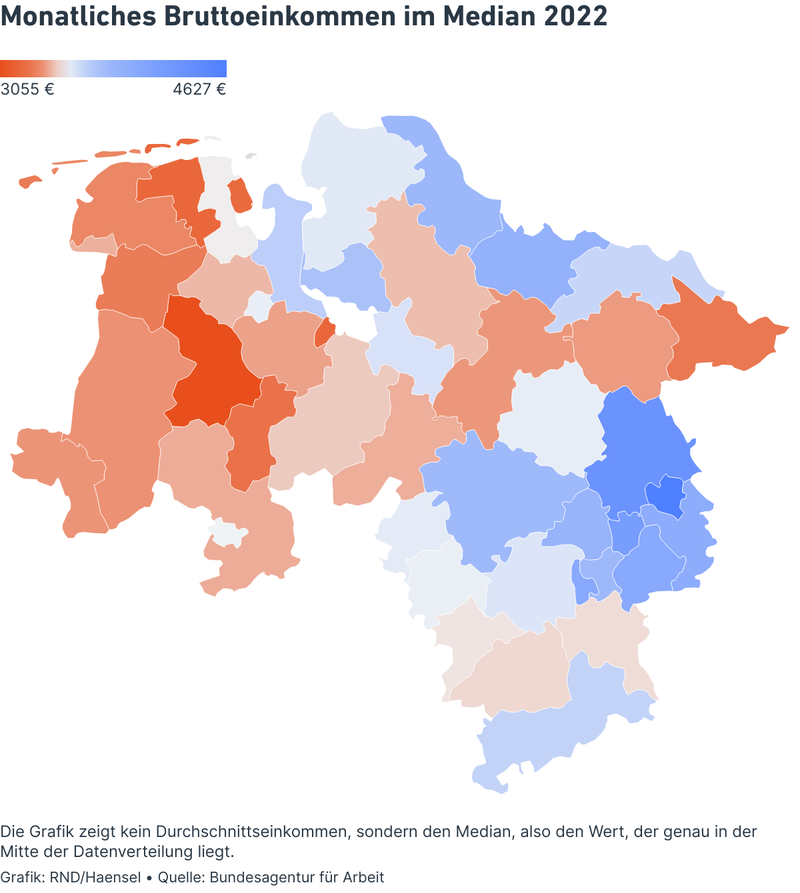 Monatliches Bruttoeinkommen im Median 2022
3055 € 4627 €
Die Grafik zeigt kein Durchschnittseinkommen, sondern den Median, also den Wert, der genau in der
Mitte der Datenverteilung liegt.
Grafik: RND/Haensel • Quelle: Bundesagentur für Arbeit